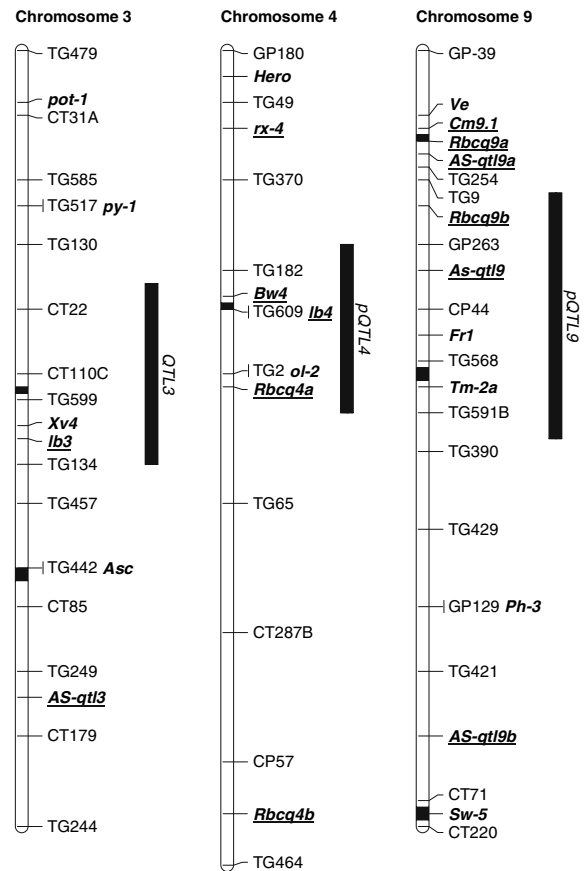 Chromosome 3
TG479
pot-1
CT31A
TG585
TG517 py-1
TG130
CT22
CT110C
TG599
Xv4
lb3
TG134
TG457
TG442 Asc
CT85
TG249
AS-qtl3
CT179
TG244
QTL3
Chromosome 4
GP180
Hero
TG49
rx-4
TG370
TG182
Bw4
TG609 lb4
TG2 ol-2
Rbcq4a
TG65
CT287B
CP57
Rbcq4b
TG464
pQTL4
Chromosome 9
GP-39
Ve
Cm9.1
Rbcq9a
AS-qtl9a
TG254
TG9
Rbcq9b
GP263
As-qtl9
CP44
Fr1
TG568
Tm-2a
TG591B
TG390
TG429
GP129 Ph-3
TG421
AS-qtl9b
CT71
Sw-5
CT220
pQTL9